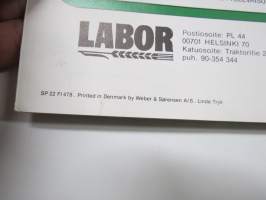 LABOR
Postiosoite: PL 44
00701 HELSINKI 70
Katuosoite: Traktoritie 2
puh. 90-354 344
SP 22 FI 478 . Printed in Denmark by Weber & Sørensen A/S . Linde Tryk